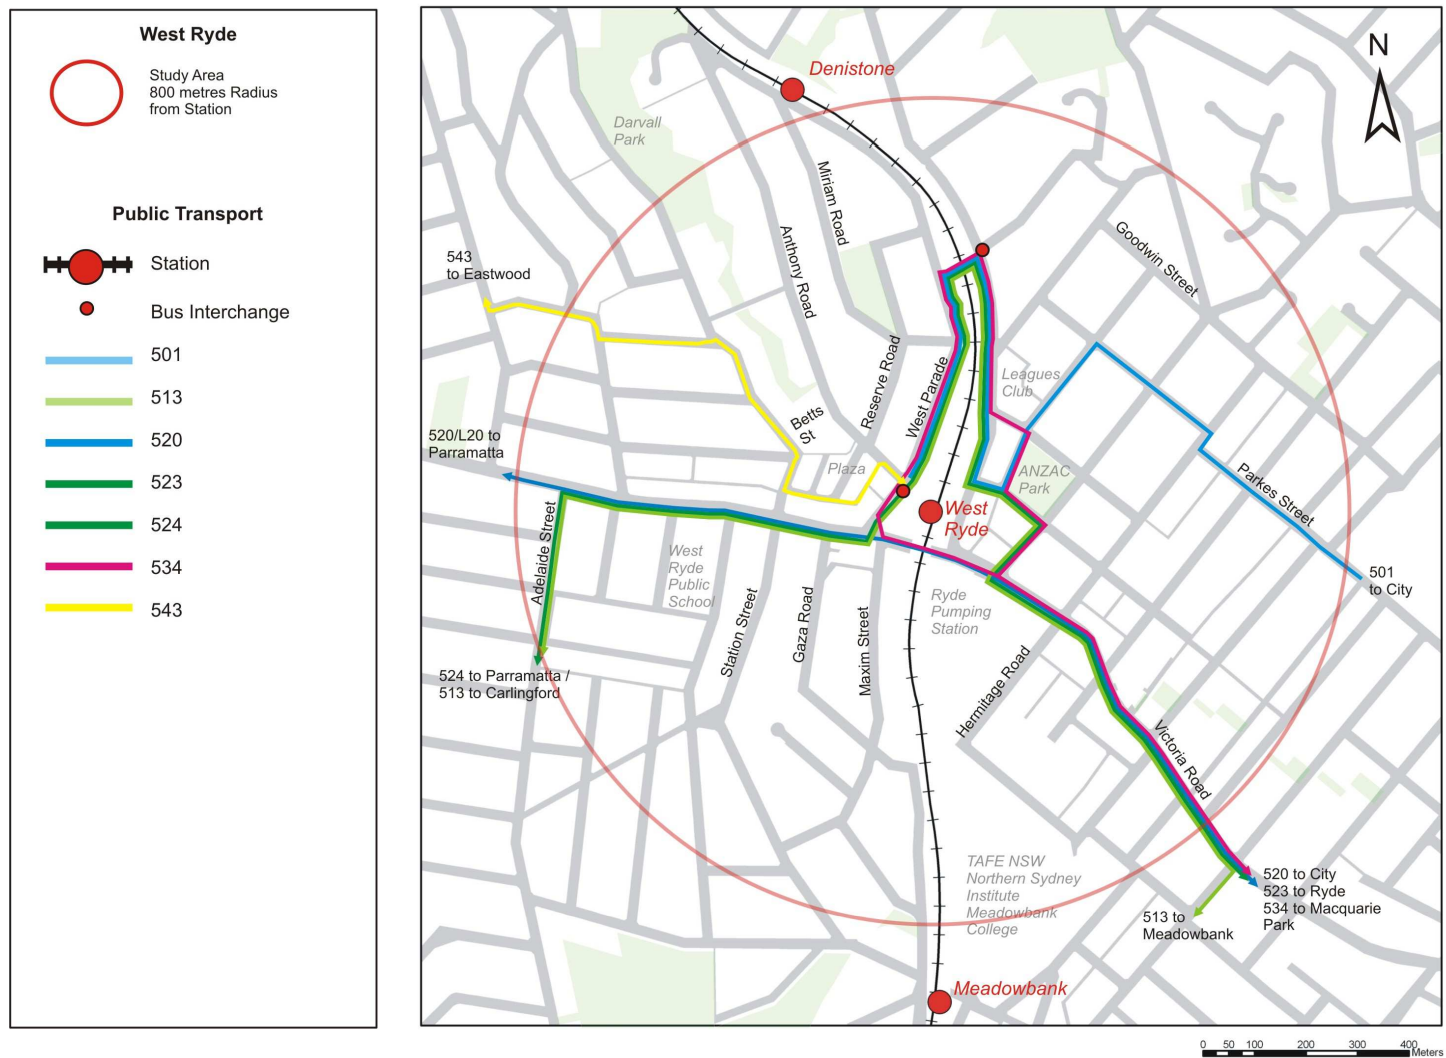 West Ryde
Study Area
800 metres Radius
from Station
Public Transport
Station
Bus Interchange
501
513
520
523
524
534
543
N
Denistone
Darvall
Park
Miriam Road
Anthony Road
Goodwin Street
543
to Eastwood
Reserve Road
West Parade
Leagues
Club
Betts
St
Plaza
520/L20 to
Parramatta
ANZAC
Park
Parkes Street
West
Ryde
Adelaide Street
West
Ryde
Public
School
501
to City
Ryde
Pumping
Station
Station Street
Gaza Road
Maxim Street
Hermitage Road
524 to Parramatta /
513 to Carlingford
Victoria Road
TAFE NSW
Northern Sydney
Institute
Meadowbank
College
520 to City
523 to Ryde
534 to Macquarie
Park
513 to
Meadowbank
Meadowbank
0 50 100 200 300 400
Meters